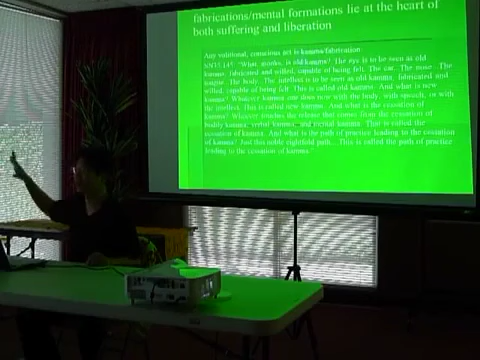 fabrications/mental formations lie at the heart of
both suffering and liberation
Any volitional, conscious act is kamma/fabrication:
SN35.145: "What, monks, is old kamma? The eye is to be seen as old
kamma, fabricated and willed, capable of being felt. The ear...The nose...The
tongue...The body...The intellect is to be seen as old kamma, fabricated and
willed, capable of being felt. This is called old kamma. And what is new
kamma? Whatever kamma one does now with the body, with speech, or with
the intellect. This is called new kamma. And what is the cessation of
kamma? Whoever touches the release that comes from the cessation of
bodily kamma, verbal kamma, and mental kamma. This is called the
cessation of kamma. And what is the path of practice leading to the cessation
of kamma? Just this noble eightfold path...This is called the path of practice
leading to the cessation of kamma."